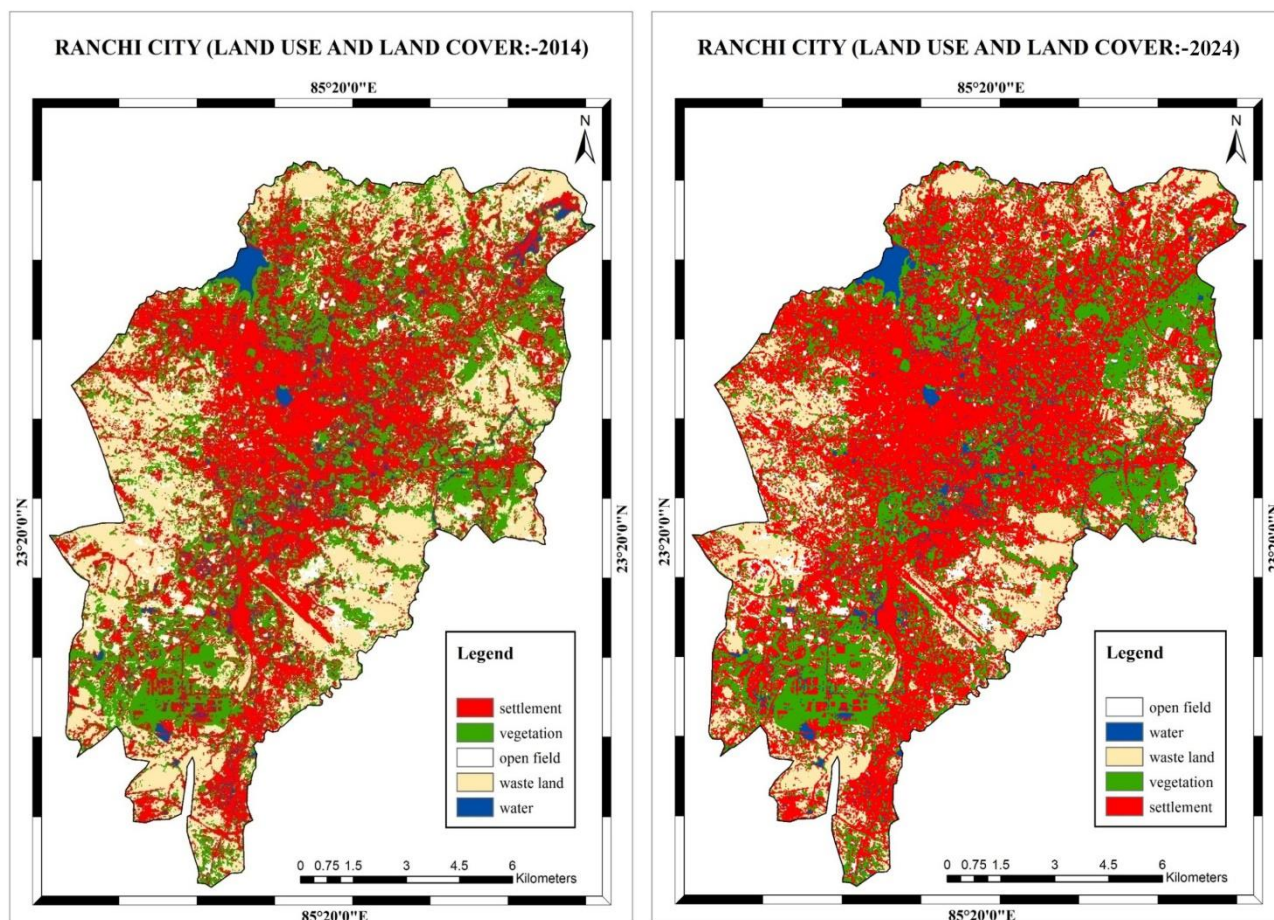 RANCHI CITY (LAND USE AND LAND COVER:-2014)
85°20'0"E
N
23°20'0"N
23°20'0"N
Legend
settlement
vegetation
open field
waste land
water
0 0.75 1.5 3 4.5 6
Kilometers
85°20'0"E
RANCHI CITY (LAND USE AND LAND COVER:-2024)
85°20'0"E
N
23°20'0"N
23°20'0"N
Legend
open field
water
waste land
vegetation
settlement
0 0.75 1.5 3 4.5 6
Kilometers
85°20'0"E